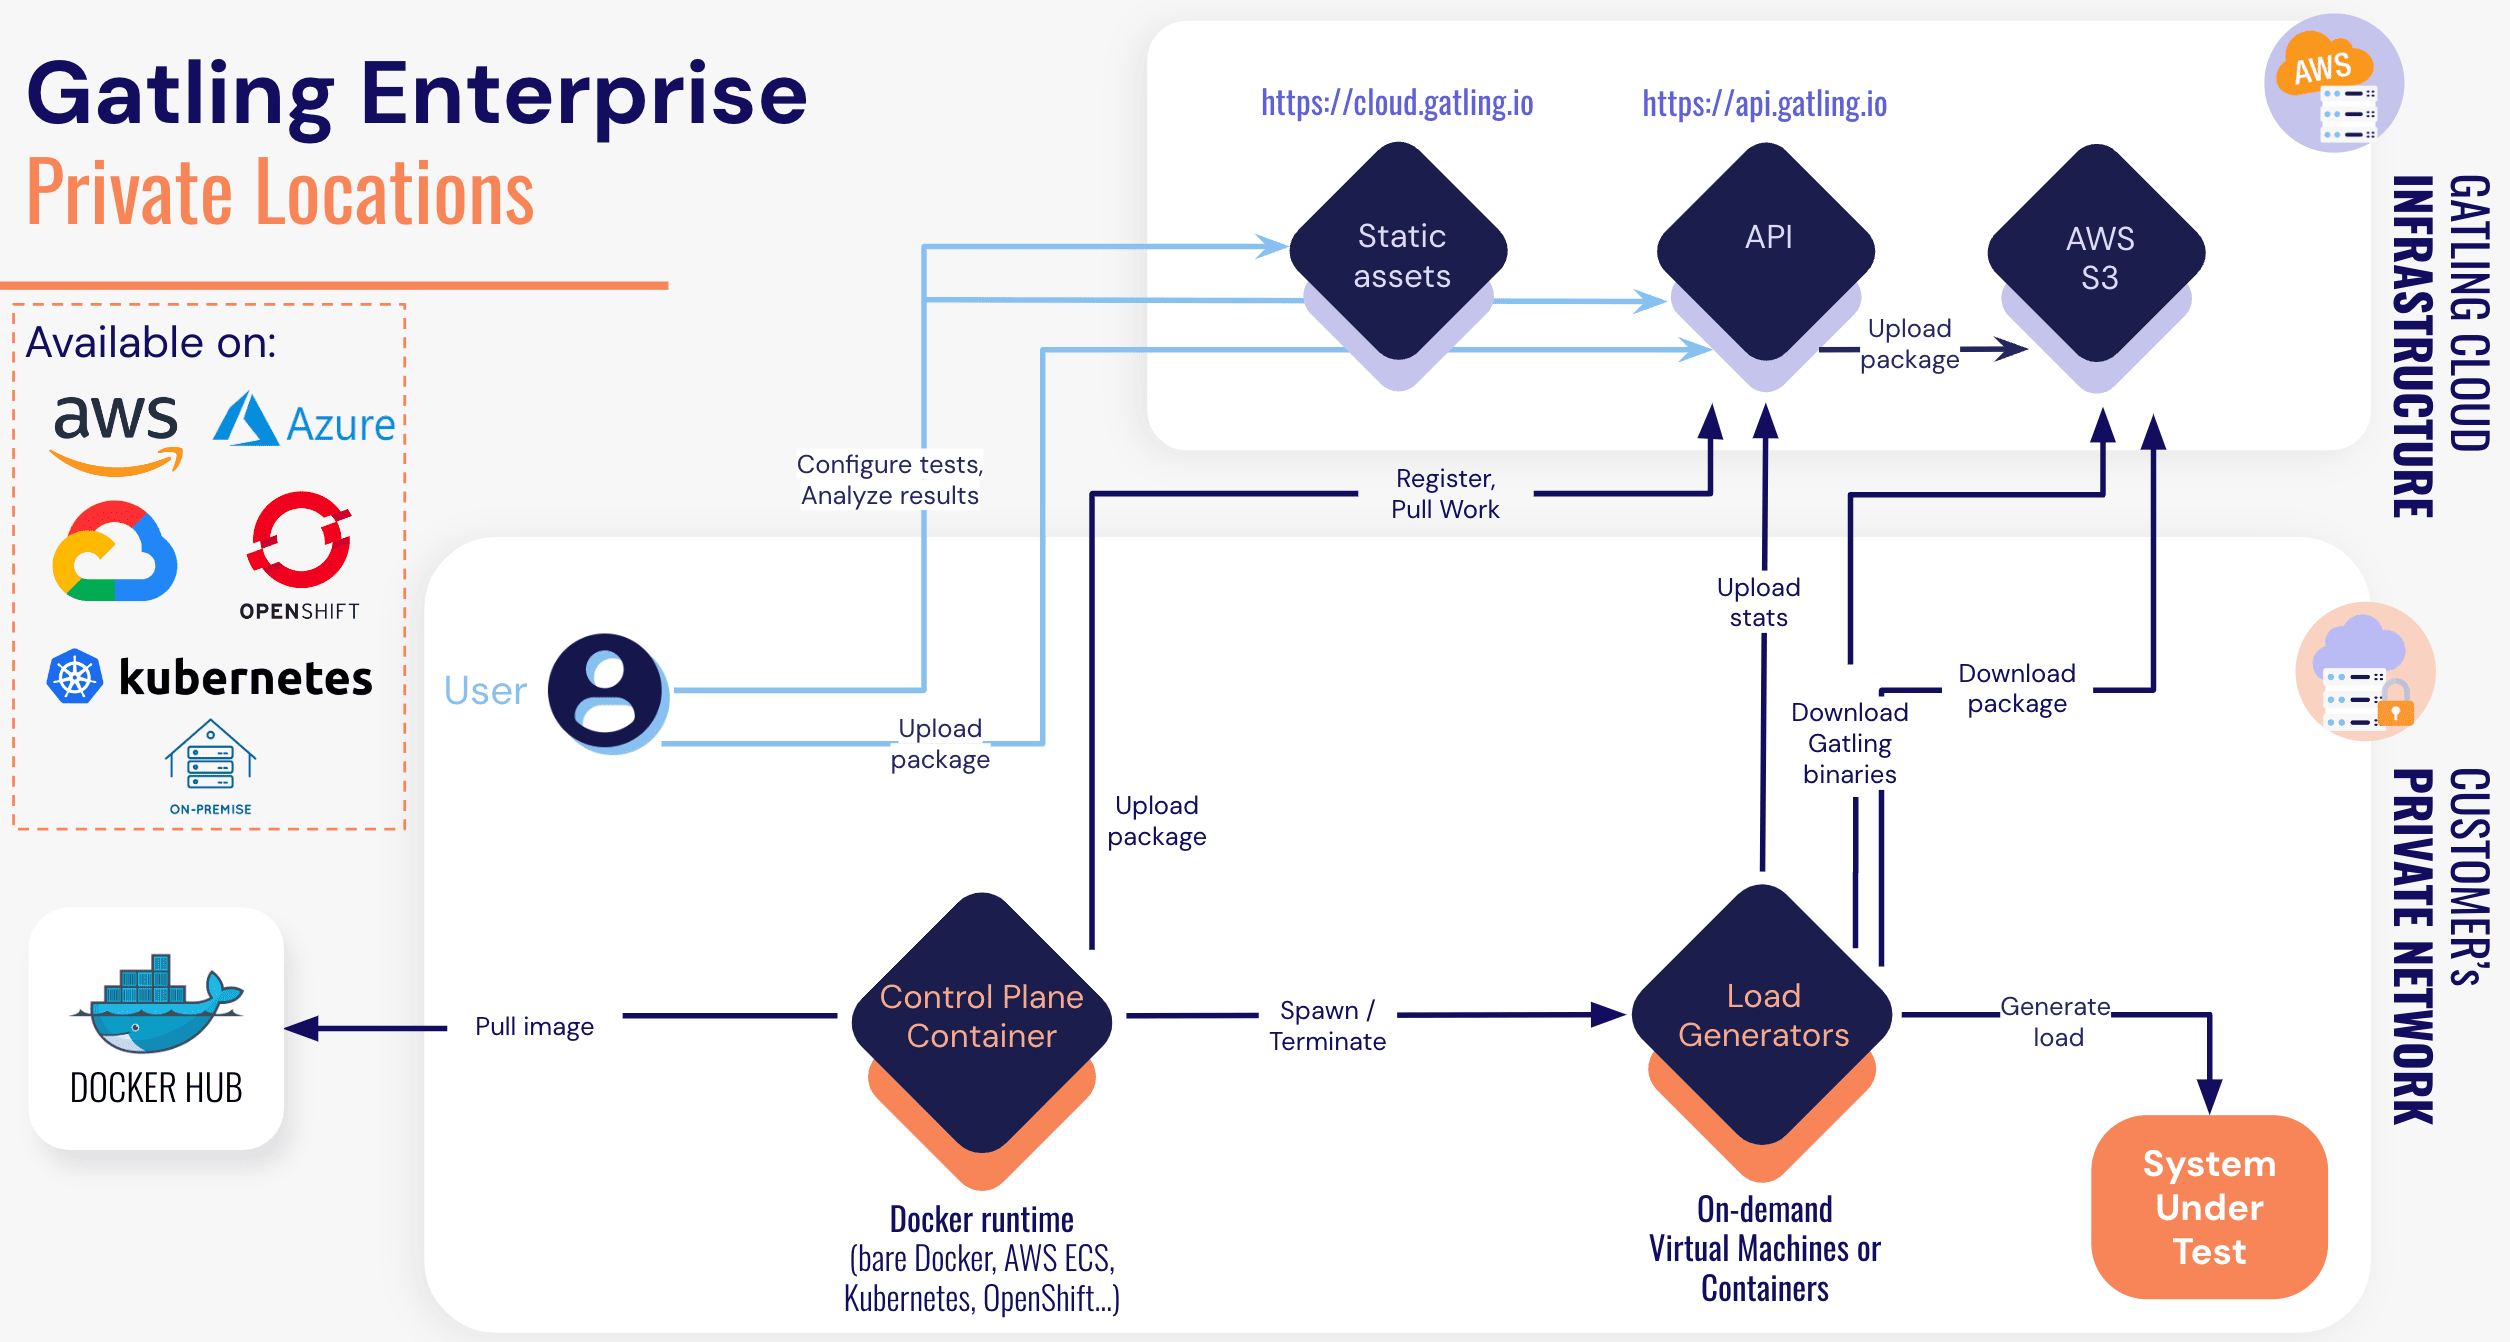 Gatling Enterprise
Private Locations
Available on:
aws
Azure
OPENSHIFT
kubernetes
ON-PREMISE
https://cloud.gatling.io
https://api.gatling.io
AWS
Static
assets
API
AWS
S3
Upload
package
GATLING CLOUD
INFRASTRUCTURE
Configure tests,
Analyze results
Register,
Pull Work
User
Upload
package
Upload
stats
Download
package
Download
Gatling
binaries
Upload
package
CUSTOMER's
PRIVATE NETWORK
DOCKER HUB
Pull image
Control Plane
Container
Spawn /
Terminate
Load
Generators
Generate
load
Docker runtime
(bare Docker, AWS ECS,
Kubernetes, OpenShift...)
On-demand
Virtual Machines or
Containers
System
Under
Test